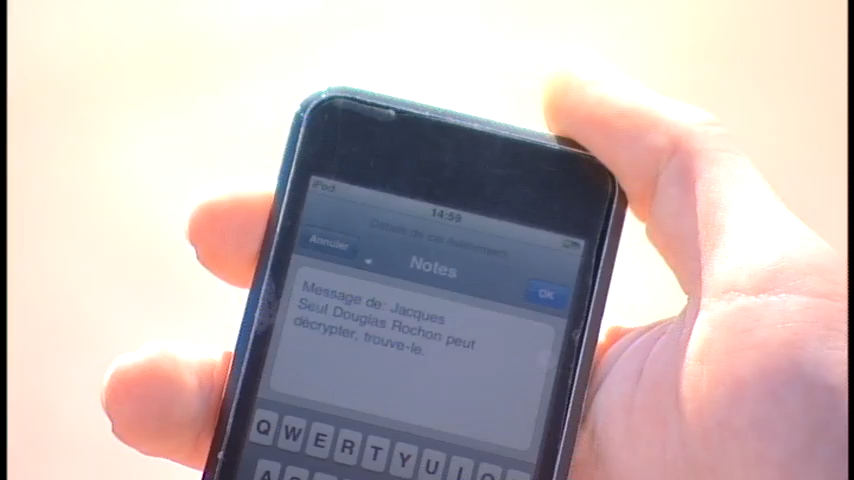 iPod
14:59
Annuler
Notes
OK
Message de: Jacques
Seul Douglas Rochon peut
décrypter, trouve-le.
Q W E R T Y U I O